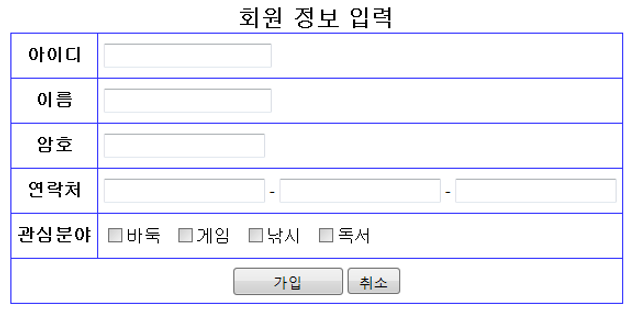 회원 정보 입력
아이디
이름
암호
연락처 - -
관심분야 바둑 게임 낚시 독서
가입 취소